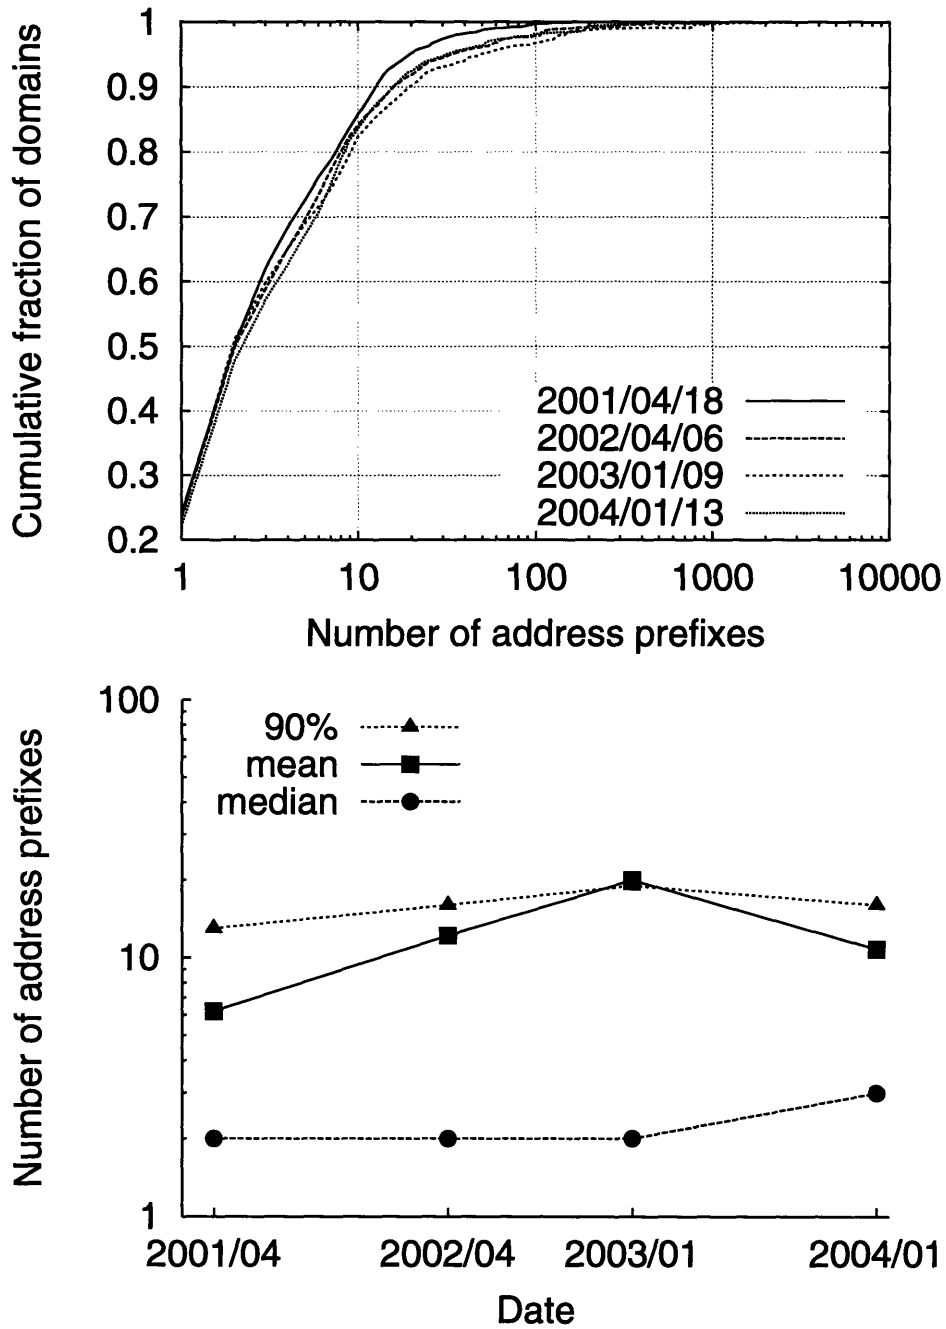 Cumulative fraction of domains
1
0.9
0.8
0.7
0.6
0.5
0.4
0.3
0.2
2001/04/18
2002/04/06
2003/01/09
2004/01/13
1 10 100 1000 10000
Number of address prefixes
Number of address prefixes
100
10
1
90%
mean
median
2001/04 2002/04 2003/01 2004/01
Date